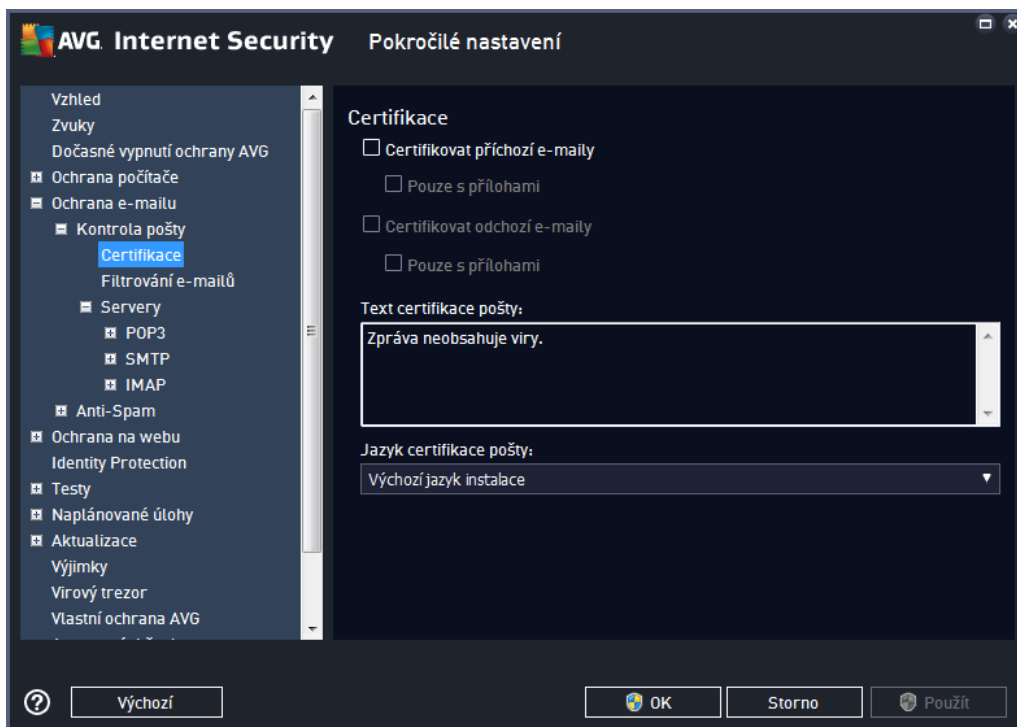 AVG Internet Security Pokročilé nastavení
Vzhled
Zvuky
Dočasné vypnutí ochrany AVG
Ochrana počítače
Ochrana e-mailu
Kontrola pošty
Certifikace
Filtrování e-mailů
Servery
POP3
SMTP
IMAP
Anti-Spam
Ochrana na webu
Identity Protection
Testy
Naplánované úlohy
Aktualizace
Výjimky
Virový trezor
Vlastní ochrana AVG
Certifikace
Certifikovat příchozí e-maily
Pouze s přílohami
Certifikovat odchozí e-maily
Pouze s přílohami
Text certifikace pošty:
Zpráva neobsahuje viry.
Jazyk certifikace pošty:
Výchozí jazyk instalace
? Výchozí OK Storno Použít